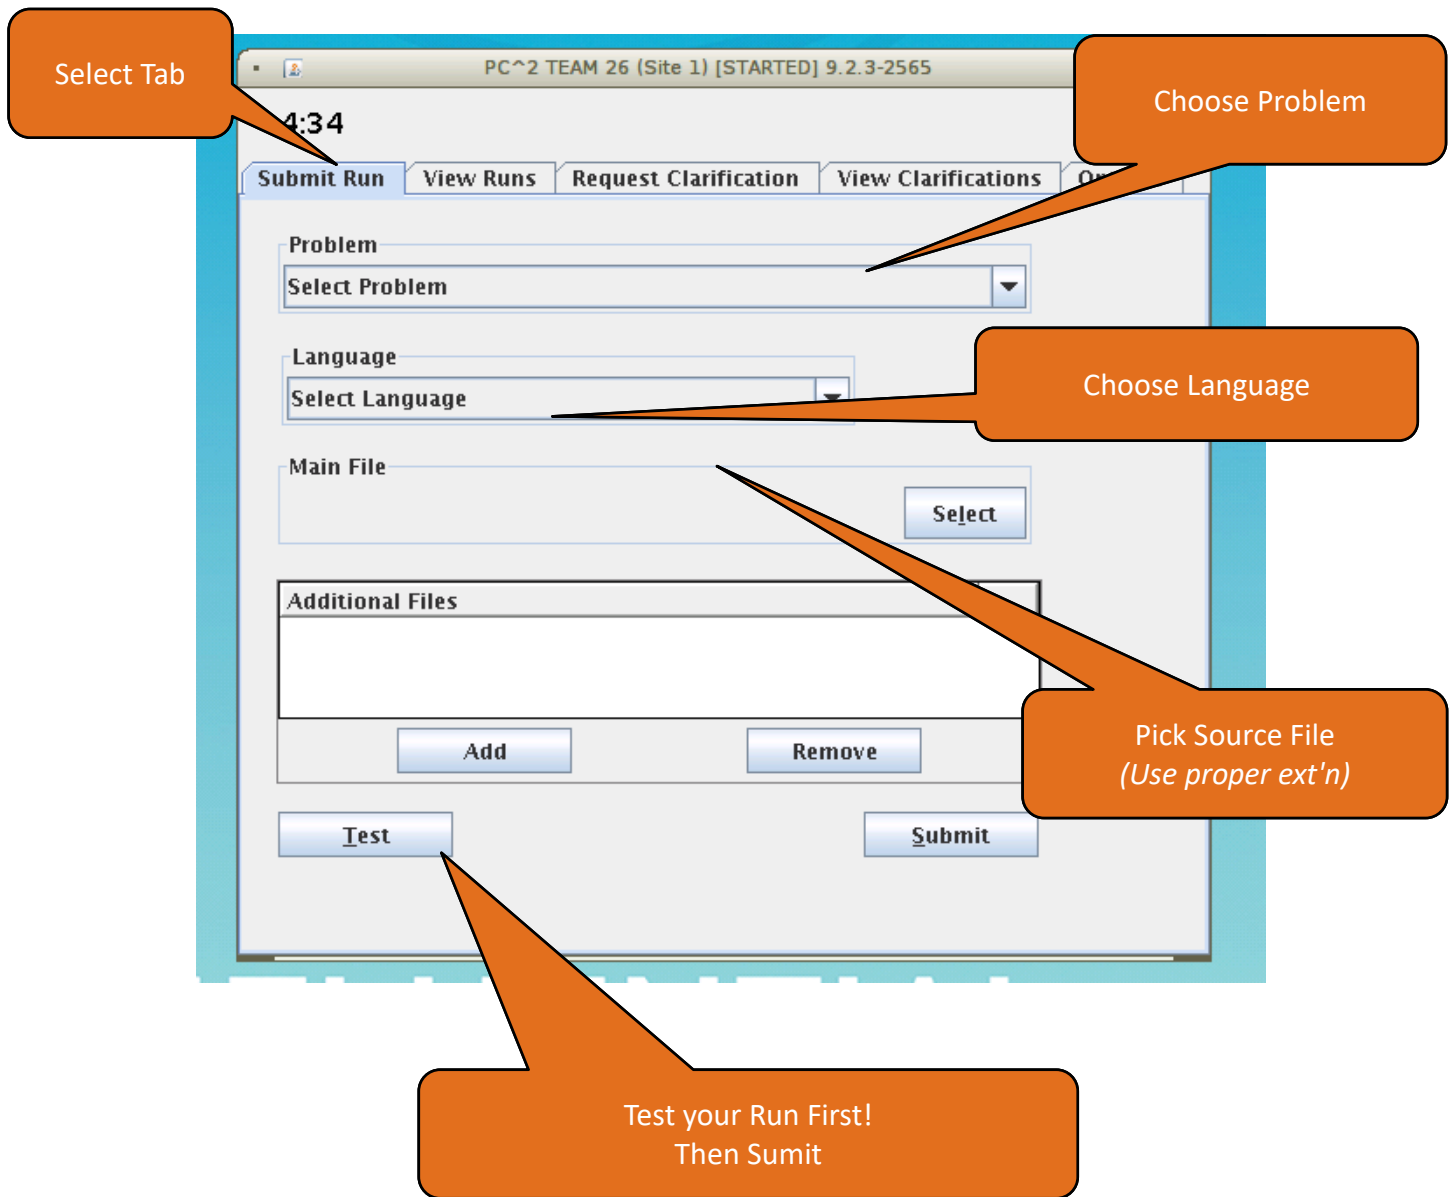 Select Tab
PC^2 TEAM 26 (Site 1) [STARTED] 9.2.3-2565
Choose Problem
4:34
Submit Run View Runs Request Clarification View Clarifications
Problem
Select Problem
Language
Select Language
Choose Language
Main File
Select
Additional Files
Add Remove
Pick Source File
(Use proper ext'n)
Test Submit
Test your Run First!
Then Sumit